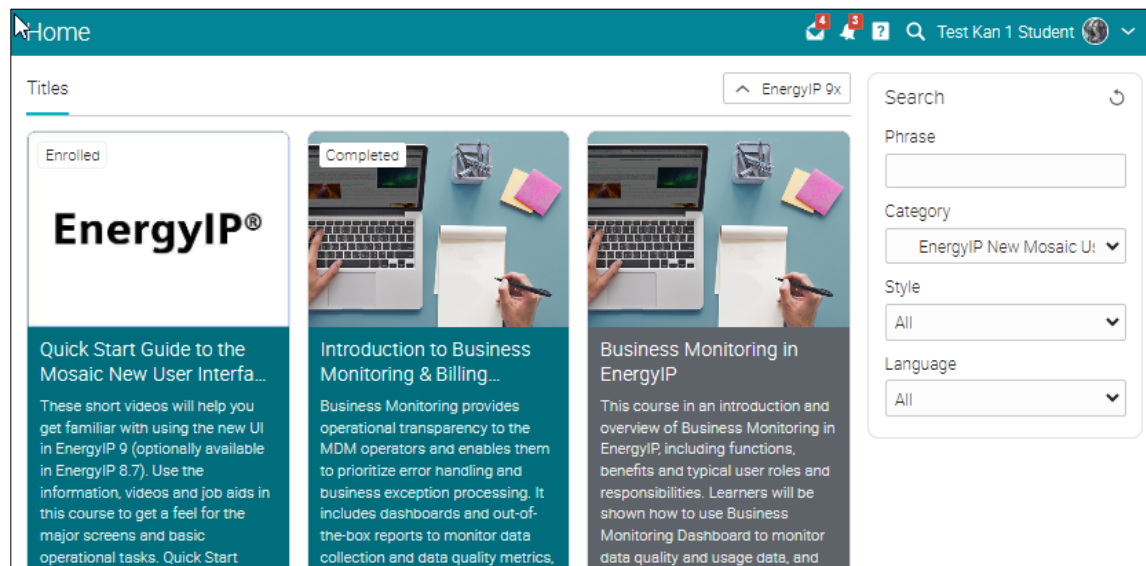 Home
4
3
?
Test Kan 1 Student
Titles
EnergyIP 9x
Enrolled
EnergyIP®
Quick Start Guide to the
Mosaic New User Interfa...
These short videos will help you
get familiar with using the new UI
in EnergyIP 9 (optionally available
in EnergyIP 8.7). Use the
information, videos and job aids in
this course to get a feel for the
major screens and basic
operational tasks. Quick Start
Completed
Introduction to Business
Monitoring & Billing...
Business Monitoring provides
operational transparency to the
MDM operators and enables them
to prioritize error handling and
business exception processing. It
includes dashboards and out-of-
the-box reports to monitor data
collection and data quality metrics,
Business Monitoring in
EnergyIP
This course in an introduction and
overview of Business Monitoring in
EnergyIP, including functions,
benefits and typical user roles and
responsibilities. Learners will be
shown how to use Business
Monitoring Dashboard to monitor
data quality and usage data, and
Search
Phrase
Category
EnergyIP New Mosaic Us
Style
All
Language
All